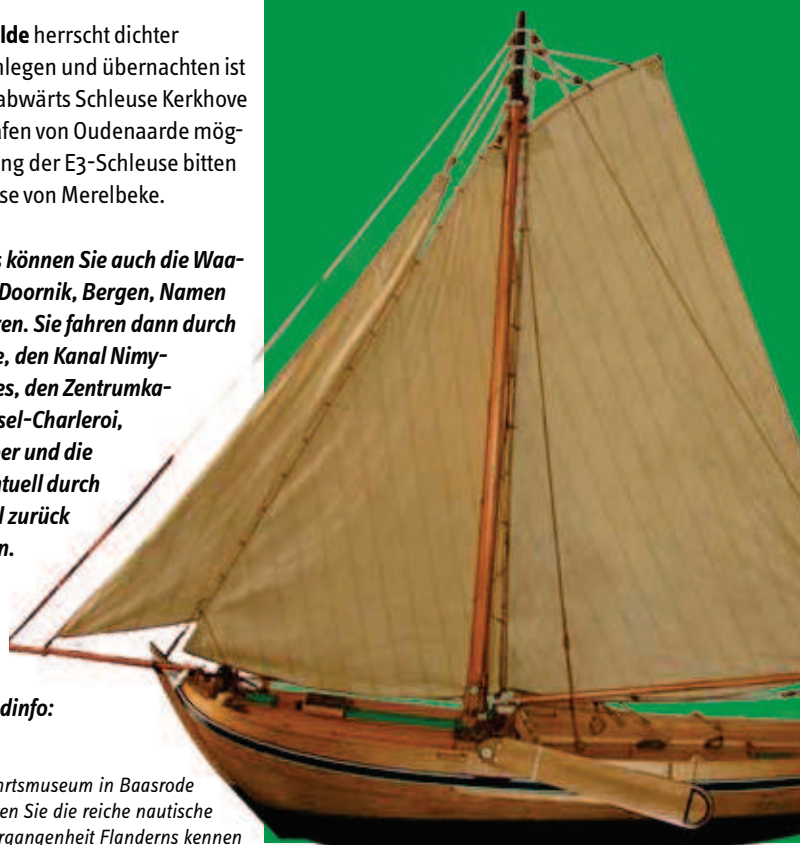 lde herrscht dichter
nlegen und übernachten ist
abwärts Schleuse Kerkhove
afen von Oudenaarde mög-
ng der E3-Schleuse bitten
se von Merelbeke.
s können Sie auch die Waa-
Doornik, Bergen, Namen
ren. Sie fahren dann durch
e, den Kanal Nimy-
es, den Zentrumka-
sel-Charleroi,
er und die
ntuell durch
l zurück
n.
dinfo:
hrtsmuseum in Baasrode
en Sie die reiche nautische
rgangenheit Flanderns kennen